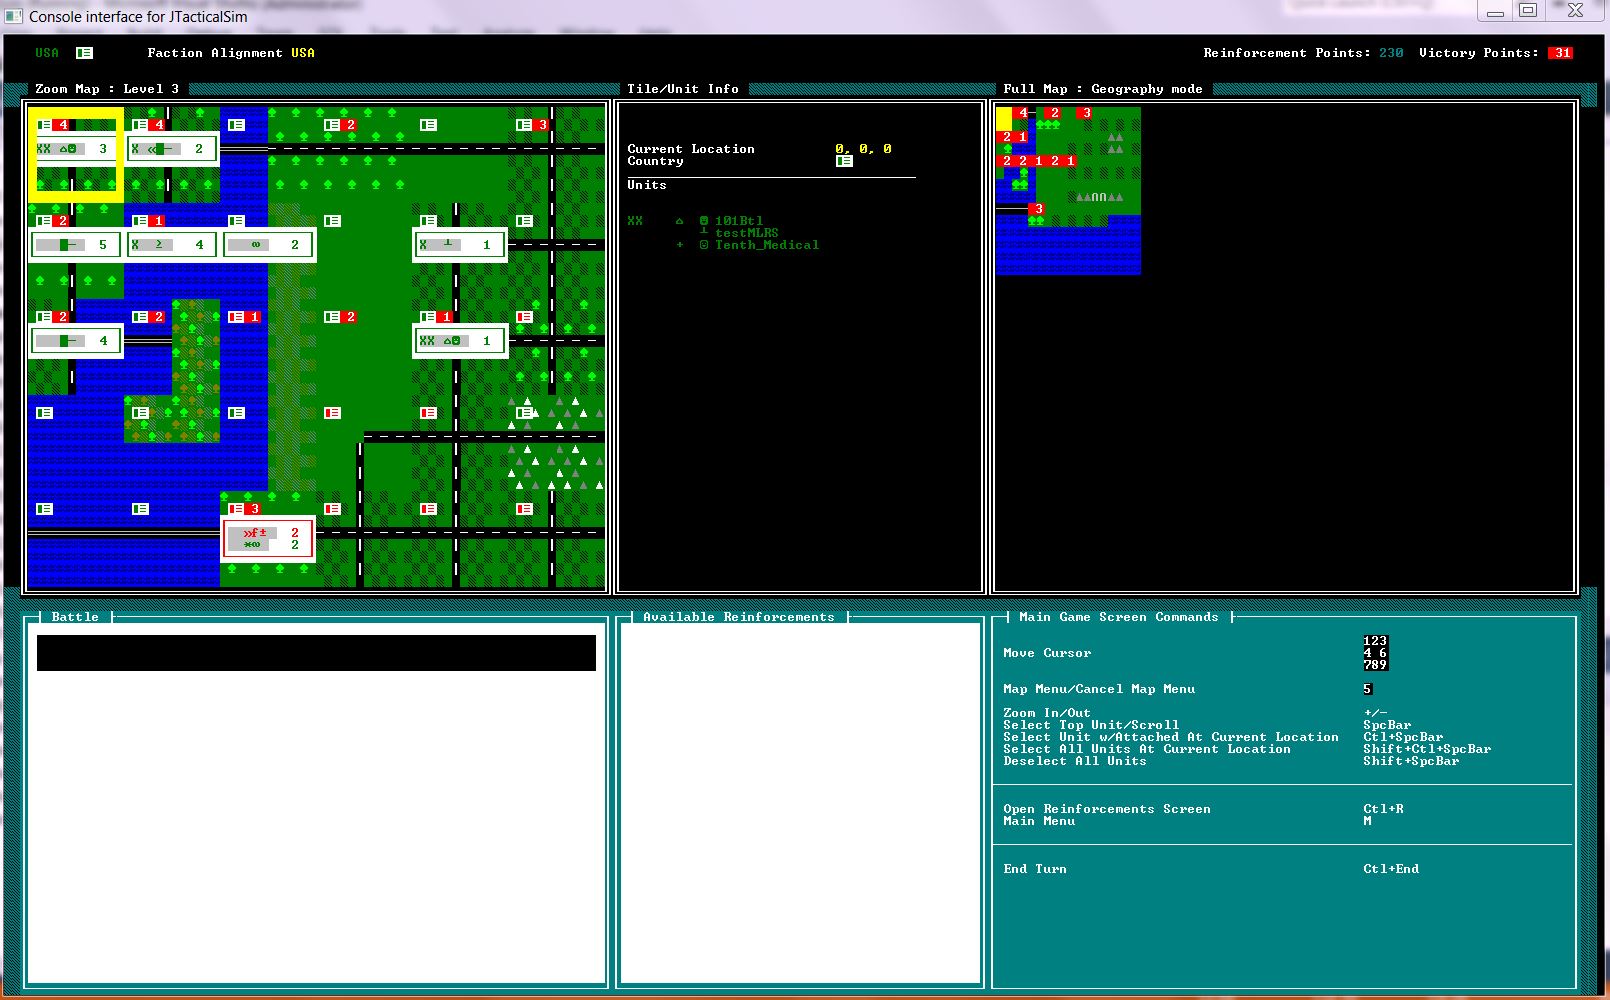 Console interface for JTacticalSim
USA Faction Alignment USA Reinforcement Points: 230 Victory Points: 31
Zoom Map : Level 3
4 4 2 3
XX 3 X 2
2 1
5 X ≥ 4 ∞ 2 X ┴ 1
2 2 1 2 1
4 XX 1
3
»f± 2
*∞ 2
Tile/Unit Info
Current Location 0, 0, 0
Country
Units
XX 101Btl
┴ testMLRS
+ Tenth_Medical
Full Map : Geography mode
4 2 3
2 1
2 2 1 2 1
3
Battle
Available Reinforcements
Main Game Screen Commands
123
Move Cursor 4 6
789
Map Menu/Cancel Map Menu 5
Zoom In/Out +/-
Select Top Unit/Scroll SpcBar
Select Unit w/Attached At Current Location Ctl+SpcBar
Select All Units At Current Location Shift+Ctl+SpcBar
Deselect All Units Shift+SpcBar
Open Reinforcements Screen Ctl+R
Main Menu M
End Turn Ctl+End